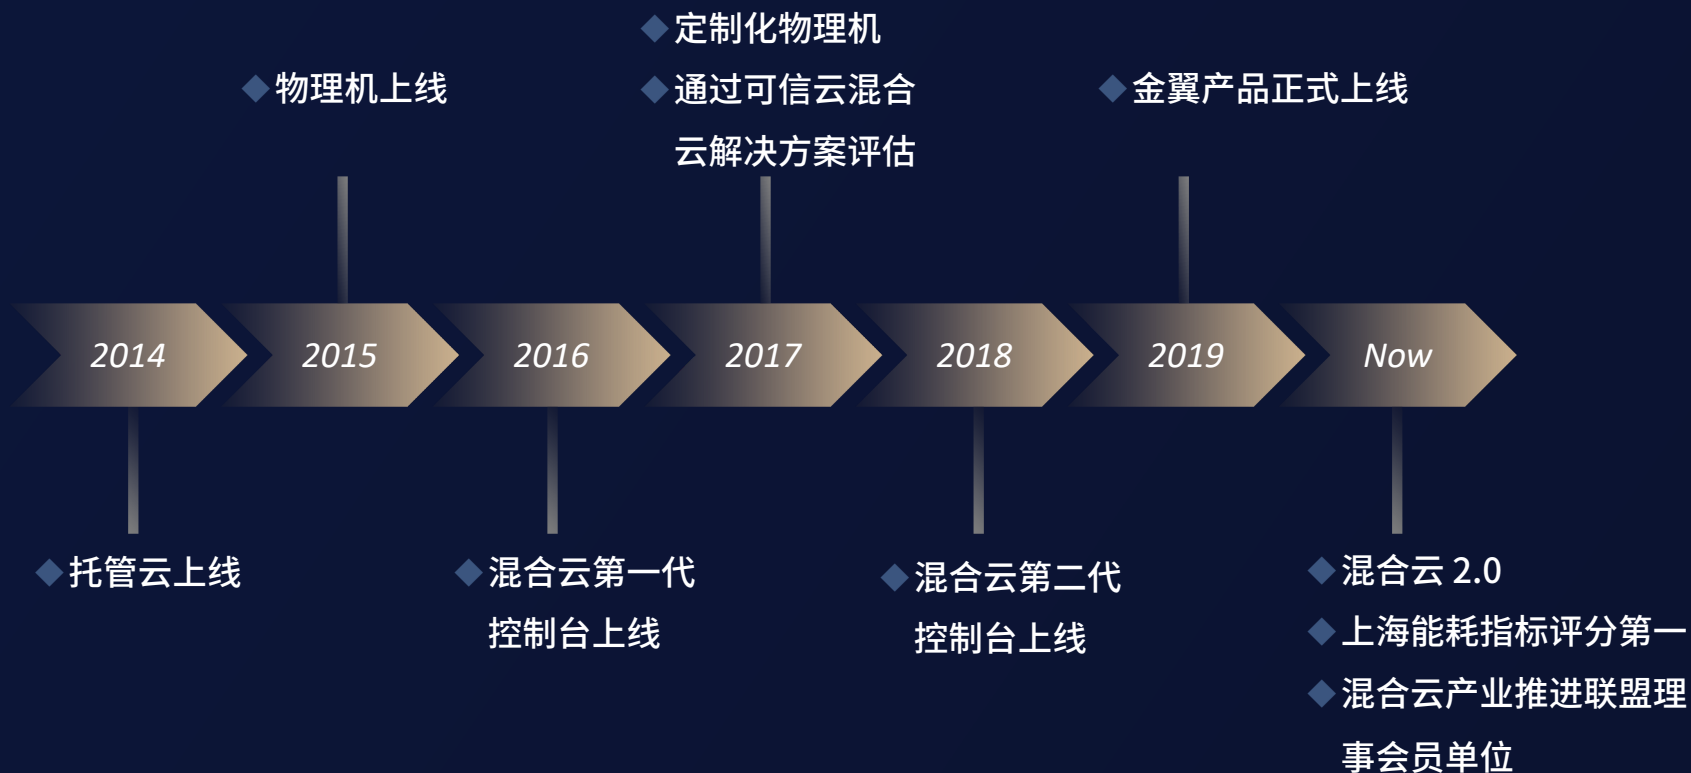 定制化物理机
物理机上线
通过可信云混合
云解决方案评估
金翼产品正式上线
2014
2015
2016
2017
2018
2019
Now
托管云上线
混合云第一代
控制台上线
混合云第二代
控制台上线
混合云 2.0
上海能耗指标评分第一
混合云产业推进联盟理
事会员单位